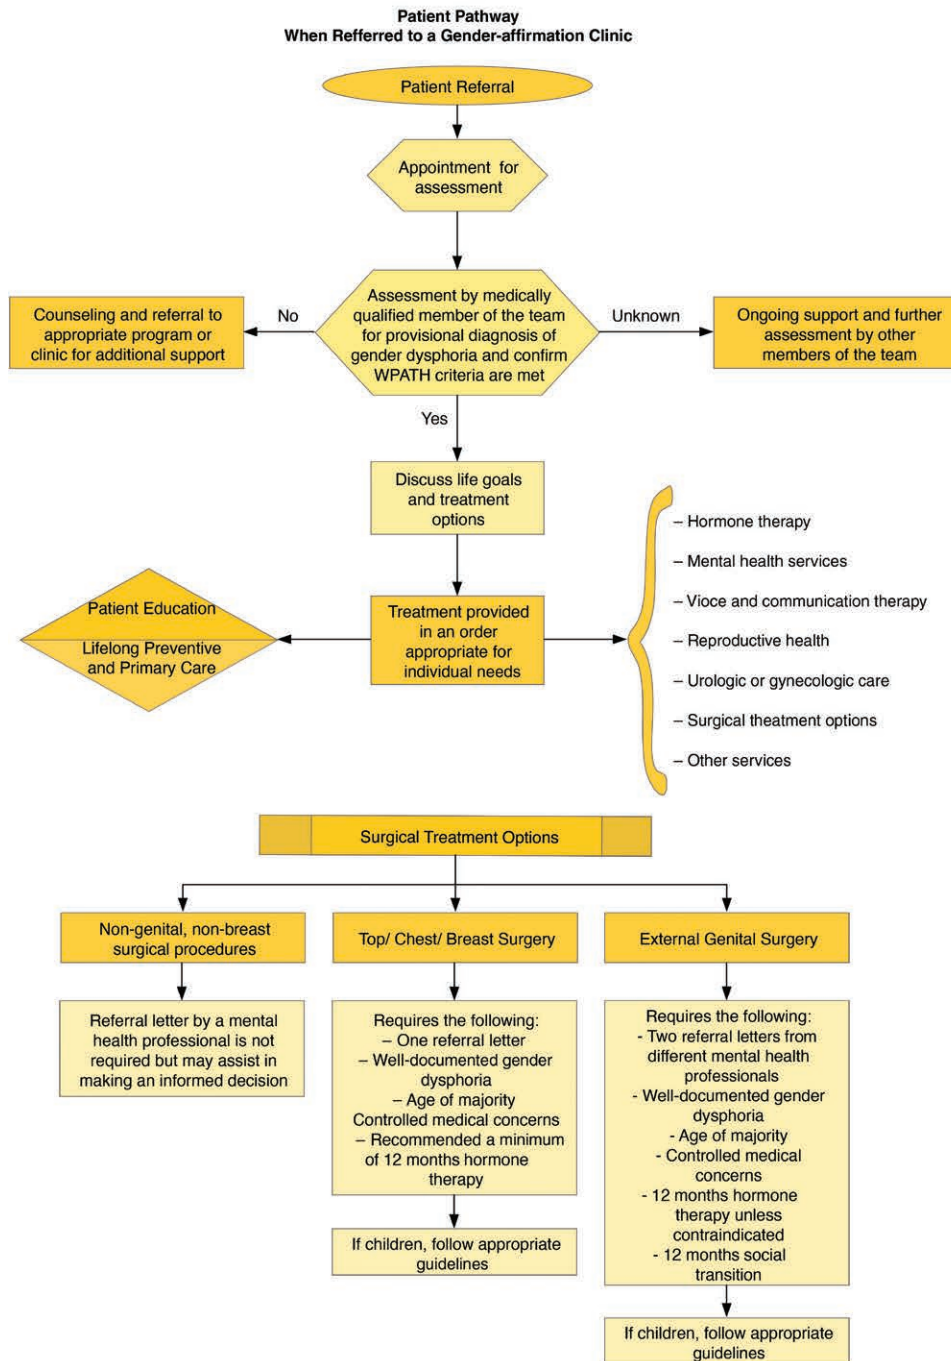 Patient Pathway
When Refferred to a Gender-affirmation Clinic
Patient Referral
Appointment for
assessment
Assessment by medically
qualified member of the team
for provisional diagnosis of
gender dysphoria and confirm
WPATH criteria are met
No
Counseling and referral to
appropriate program or
clinic for additional support
Unknown
Ongoing support and further
assessment by other
members of the team
Yes
Discuss life goals
and treatment
options
Treatment provided
in an order
appropriate for
individual needs
Patient Education
Lifelong Preventive
and Primary Care
– Hormone therapy
– Mental health services
– Vioce and communication therapy
– Reproductive health
– Urologic or gynecologic care
– Surgical theatment options
– Other services
Surgical Treatment Options
Non-genital, non-breast
surgical procedures
Referral letter by a mental
health professional is not
required but may assist in
making an informed decision
Top/ Chest/ Breast Surgery
Requires the following:
– One referral letter
– Well-documented gender
dysphoria
– Age of majority
Controlled medical concerns
– Recommended a minimum
of 12 months hormone
therapy
If children, follow appropriate
guidelines
External Genital Surgery
Requires the following:
- Two referral letters from
different mental health
professionals
- Well-documented gender
dysphoria
- Age of majority
- Controlled medical
concerns
- 12 months hormone
therapy unless
contraindicated
- 12 months social
transition
If children, follow appropriate
guidelines